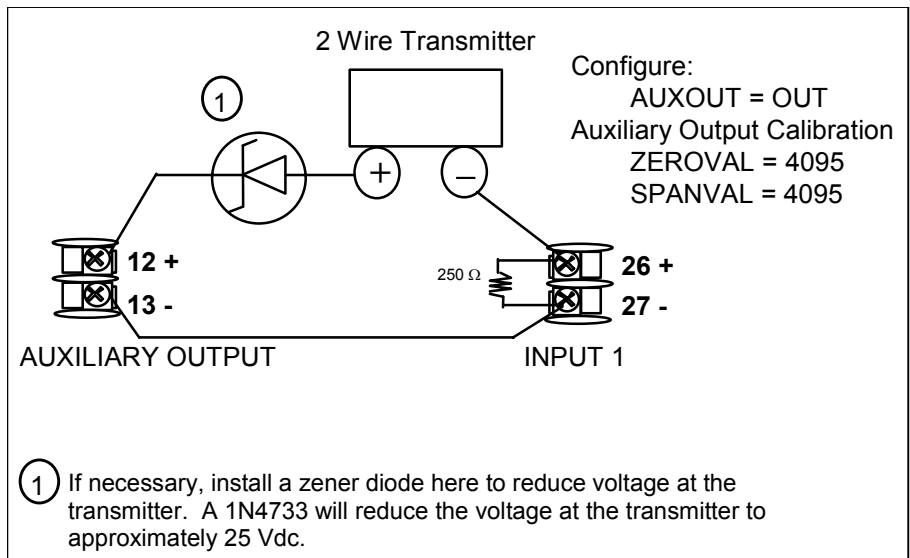 2 Wire Transmitter
Configure:
AUXOUT = OUT
Auxiliary Output Calibration
ZEROVAL = 4095
SPANVAL = 4095
1
+
–
12 +
13 -
250 Ω
26 +
27 -
AUXILIARY OUTPUT
INPUT 1
1 If necessary, install a zener diode here to reduce voltage at the
transmitter. A 1N4733 will reduce the voltage at the transmitter to
approximately 25 Vdc.